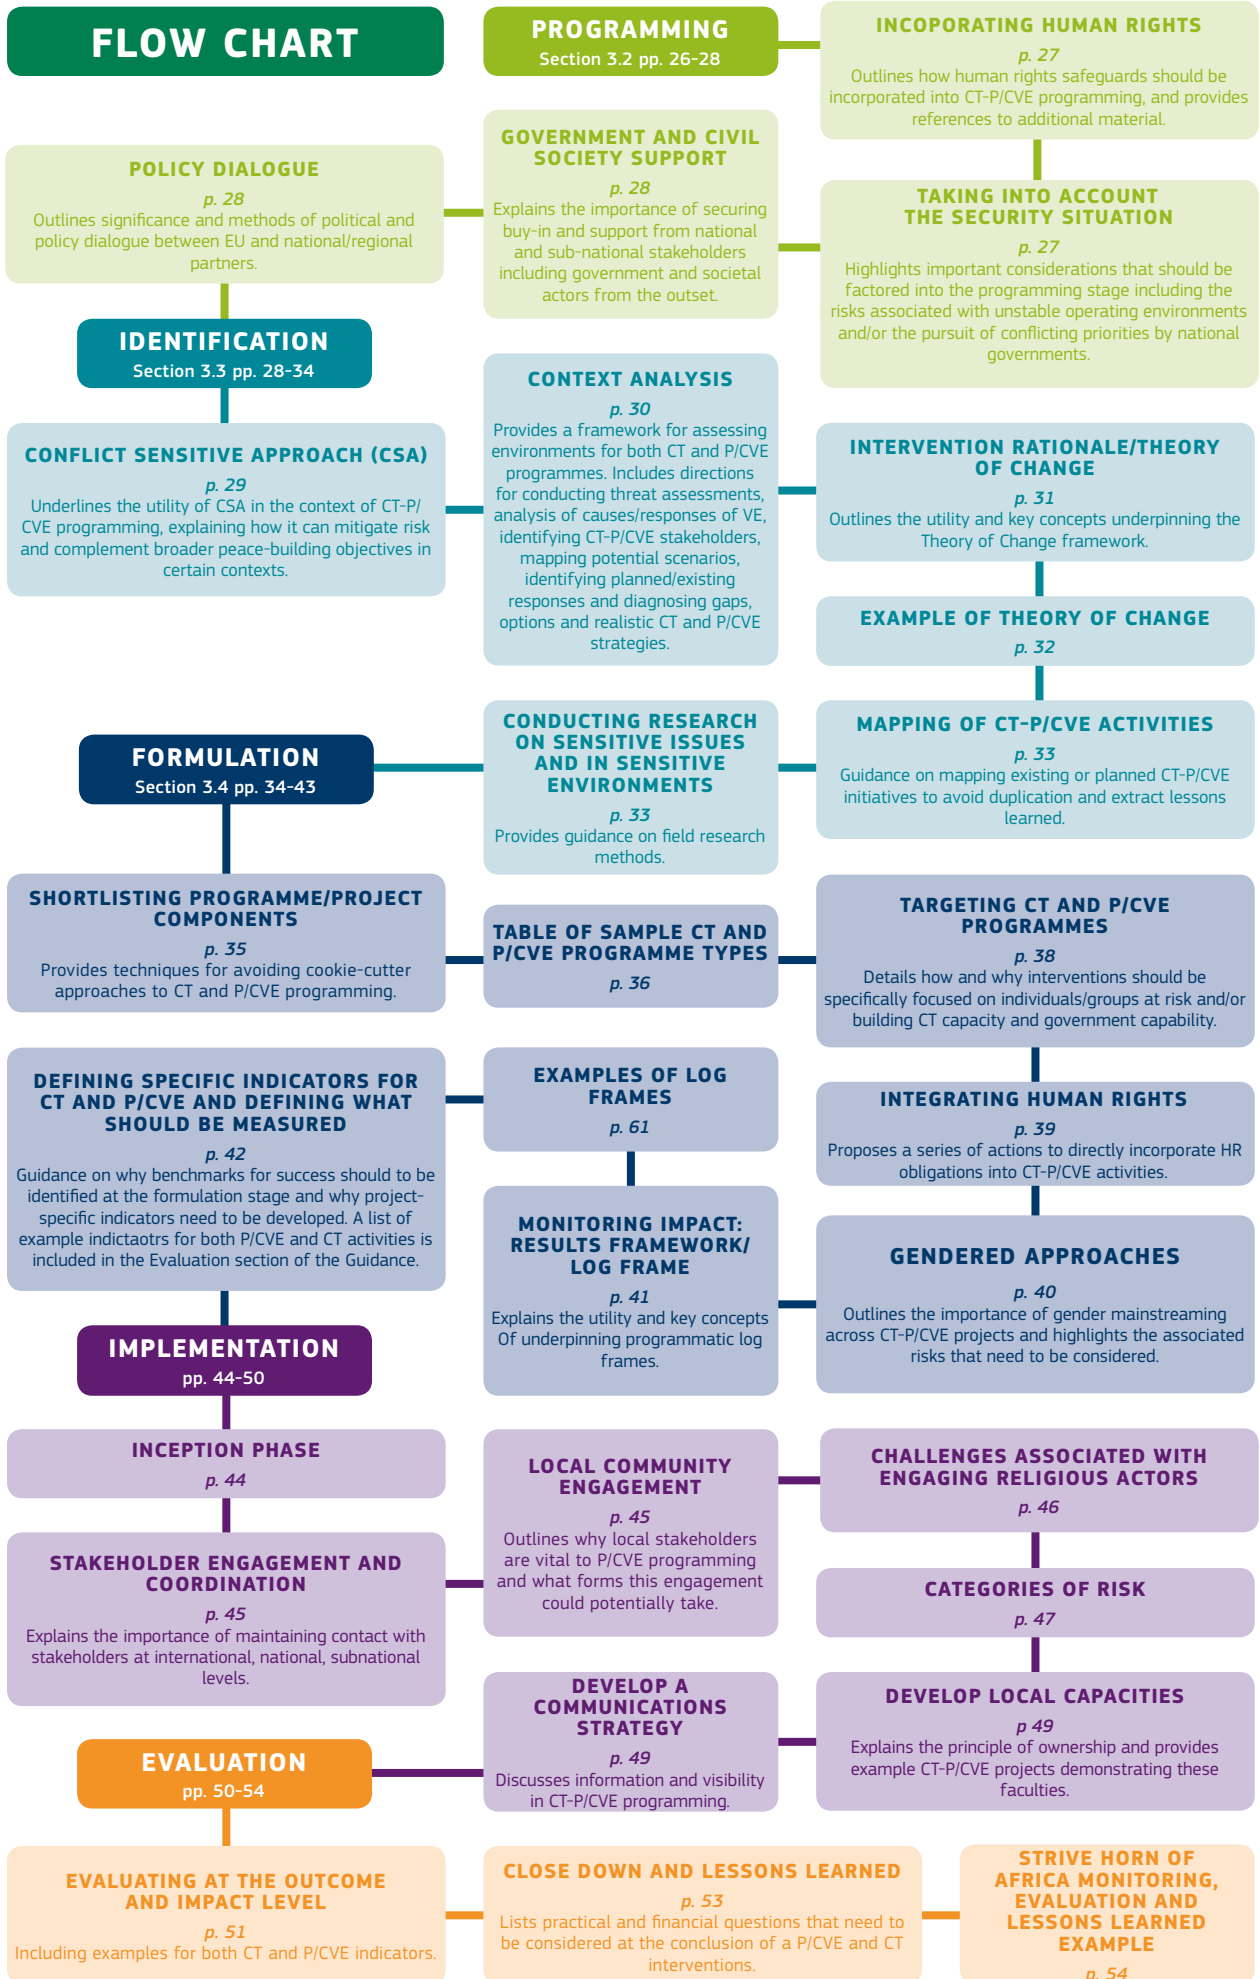 FLOW CHART
PROGRAMMING
Section 3.2 pp. 26-28
INCOPORATING HUMAN RIGHTS
p. 27
Outlines how human rights safeguards should be
incorporated into CT-P/CVE programming, and provides
references to additional material.
TAKING INTO ACCOUNT
THE SECURITY SITUATION
p. 27
Highlights important considerations that should be
factored into the programming stage including the
risks associated with unstable operating environments
and/or the pursuit of conflicting priorities by national
governments.
GOVERNMENT AND CIVIL
SOCIETY SUPPORT
p. 28
Explains the importance of securing
buy-in and support from national
and sub-national stakeholders
including government and societal
actors from the outset.
POLICY DIALOGUE
p. 28
Outlines significance and methods of political and
policy dialogue between EU and national/regional
partners.
IDENTIFICATION
Section 3.3 pp. 28-34
CONFLICT SENSITIVE APPROACH (CSA)
p. 29
Underlines the utility of CSA in the context of CT-P/
CVE programming, explaining how it can mitigate risk
and complement broader peace-building objectives in
certain contexts.
CONTEXT ANALYSIS
p. 30
Provides a framework for assessing
environments for both CT and P/CVE
programmes. Includes directions
for conducting threat assessments,
analysis of causes/responses of VE,
identifying CT-P/CVE stakeholders,
mapping potential scenarios,
identifying planned/existing
responses and diagnosing gaps,
options and realistic CT and P/CVE
strategies.
INTERVENTION RATIONALE/THEORY
OF CHANGE
p. 31
Outlines the utility and key concepts underpinning the
Theory of Change framework.
EXAMPLE OF THEORY OF CHANGE
p. 32
MAPPING OF CT-P/CVE ACTIVITIES
p. 33
Guidance on mapping existing or planned CT-P/CVE
initiatives to avoid duplication and extract lessons
learned.
CONDUCTING RESEARCH
ON SENSITIVE ISSUES
AND IN SENSITIVE
ENVIRONMENTS
p. 33
Provides guidance on field research
methods.
FORMULATION
Section 3.4 pp. 34-43
SHORTLISTING PROGRAMME/PROJECT
COMPONENTS
p. 35
Provides techniques for avoiding cookie-cutter
approaches to CT and P/CVE programming.
TABLE OF SAMPLE CT AND
P/CVE PROGRAMME TYPES
p. 36
TARGETING CT AND P/CVE
PROGRAMMES
p. 38
Details how and why interventions should be
specifically focused on individuals/groups at risk and/or
building CT capacity and government capability.
INTEGRATING HUMAN RIGHTS
p. 39
Proposes a series of actions to directly incorporate HR
obligations into CT-P/CVE activities.
GENDERED APPROACHES
p. 40
Outlines the importance of gender mainstreaming
across CT-P/CVE projects and highlights the associated
risks that need to be considered.
MONITORING IMPACT:
RESULTS FRAMEWORK/
LOG FRAME
p. 41
Explains the utility and key concepts
Of underpinning programmatic log
frames.
EXAMPLES OF LOG
FRAMES
p. 61
DEFINING SPECIFIC INDICATORS FOR
CT AND P/CVE AND DEFINING WHAT
SHOULD BE MEASURED
p. 42
Guidance on why benchmarks for success should to be
identified at the formulation stage and why project-
specific indicators need to be developed. A list of
example indictaotrs for both P/CVE and CT activities is
included in the Evaluation section of the Guidance.
IMPLEMENTATION
pp. 44-50
INCEPTION PHASE
p. 44
STAKEHOLDER ENGAGEMENT AND
COORDINATION
p. 45
Explains the importance of maintaining contact with
stakeholders at international, national, subnational
levels.
LOCAL COMMUNITY
ENGAGEMENT
p. 45
Outlines why local stakeholders
are vital to P/CVE programming
and what forms this engagement
could potentially take.
CHALLENGES ASSOCIATED WITH
ENGAGING RELIGIOUS ACTORS
p. 46
CATEGORIES OF RISK
p. 47
DEVELOP LOCAL CAPACITIES
p 49
Explains the principle of ownership and provides
example CT-P/CVE projects demonstrating these
faculties.
DEVELOP A
COMMUNICATIONS
STRATEGY
p. 49
Discusses information and visibility
in CT-P/CVE programming.
EVALUATION
pp. 50-54
EVALUATING AT THE OUTCOME
AND IMPACT LEVEL
p. 51
Including examples for both CT and P/CVE indicators.
CLOSE DOWN AND LESSONS LEARNED
p. 53
Lists practical and financial questions that need to
be considered at the conclusion of a P/CVE and CT
interventions.
STRIVE HORN OF
AFRICA MONITORING,
EVALUATION AND
LESSONS LEARNED
EXAMPLE
p. 54